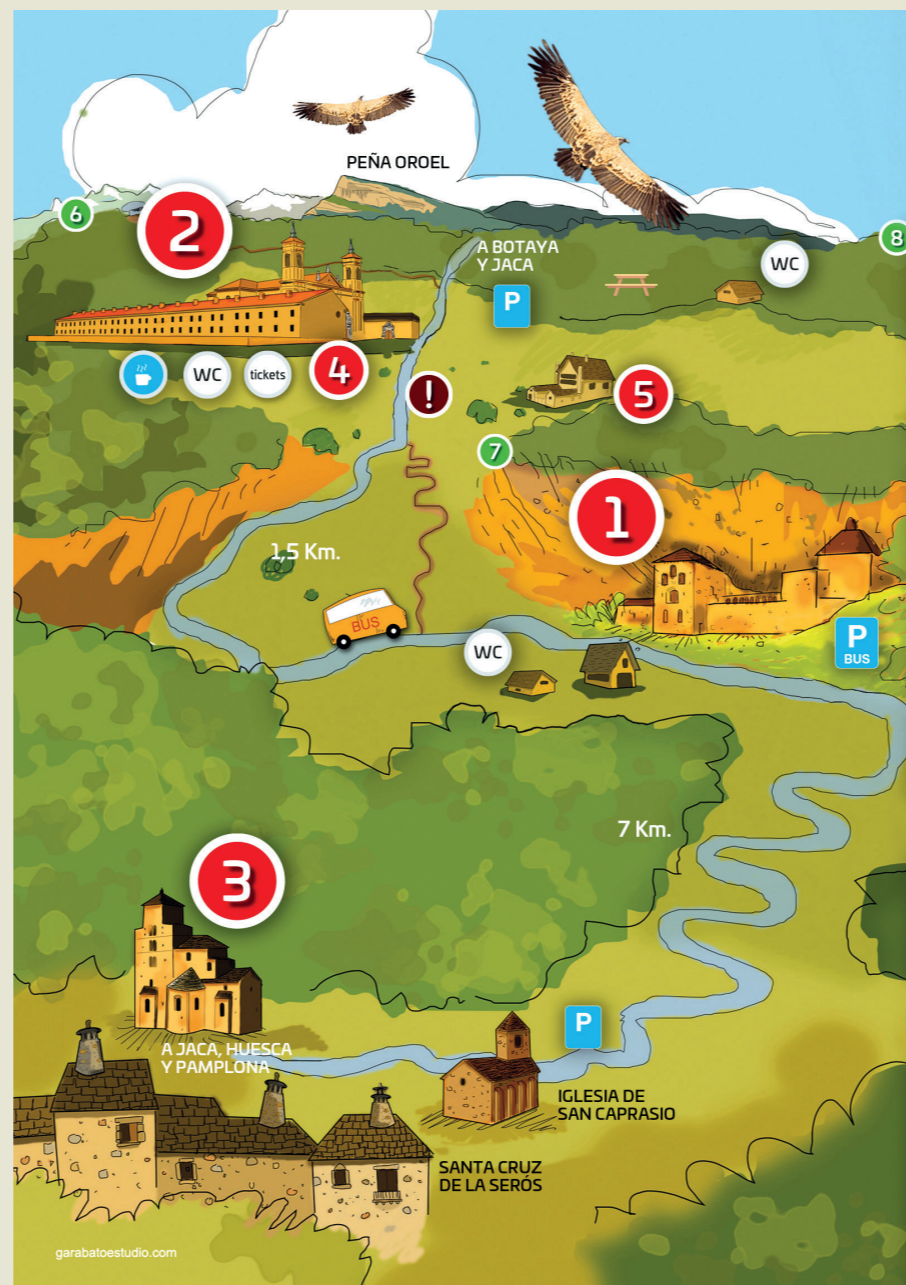 PEÑA OROEL
6
2
A BOTAYA
Y JACA
8
WC
P
WC
tickets
4
!
5
7
1
1,5 Km.
BUS
P
BUS
WC
7 Km.
3
P
A JACA, HUESCA
Y PAMPLONA
IGLESIA DE
SAN CAPRASIO
SANTA CRUZ
DE LA SERÓS
garabatoestudio.com